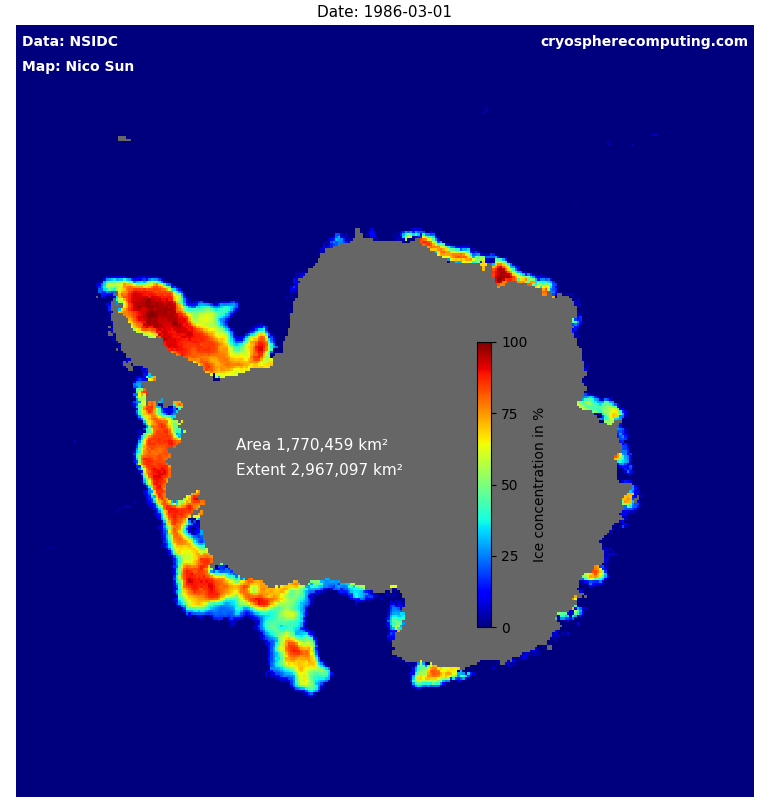 Date: 1986-03-01
Data: NSIDC
cryospherecomputing.com
Map: Nico Sun
100
75
50
25
0
Ice concentration in %
Area 1,770,459 km²
Extent 2,967,097 km²